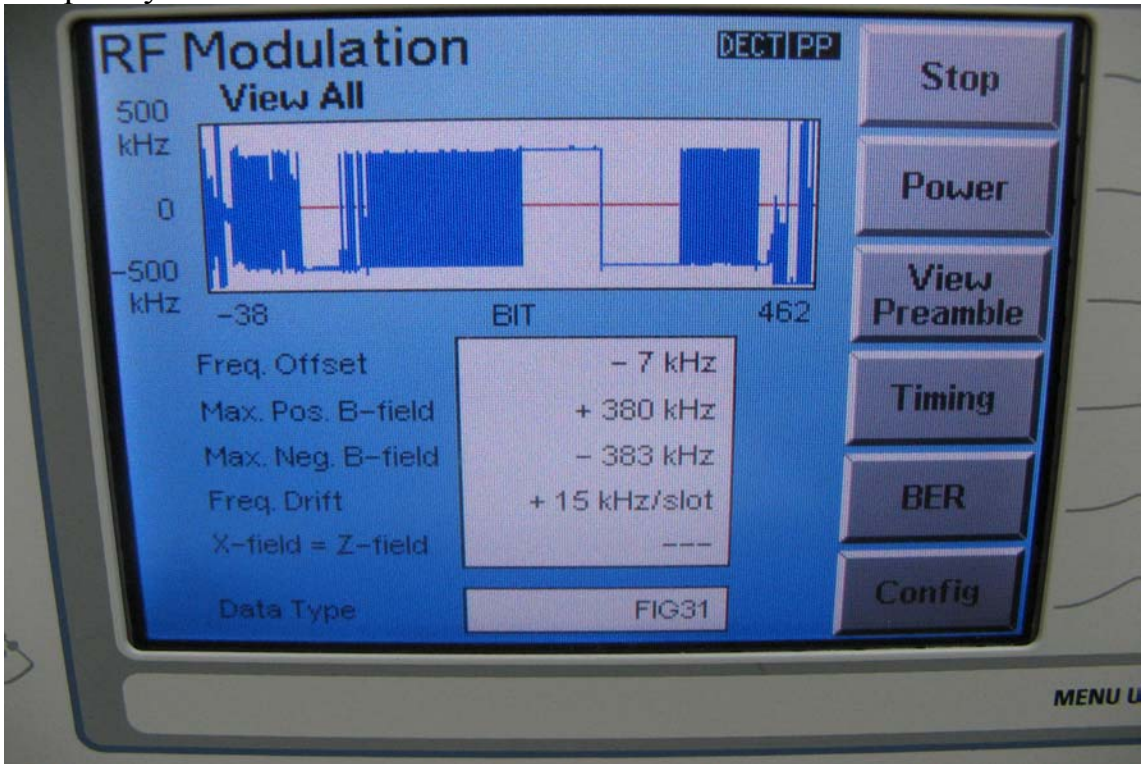 RF Modulation
DECT PP
View All
500
kHz
0
-500
kHz
-38
BIT
462
Freq. Offset
- 7 kHz
Max. Pos. B-field
+ 380 kHz
Max. Neg. B-field
- 383 kHz
Freq. Drift
+ 15 kHz/slot
X-field = Z-field
---
Data Type
FIG31
Stop
Power
View
Preamble
Timing
BER
Config
MENU U